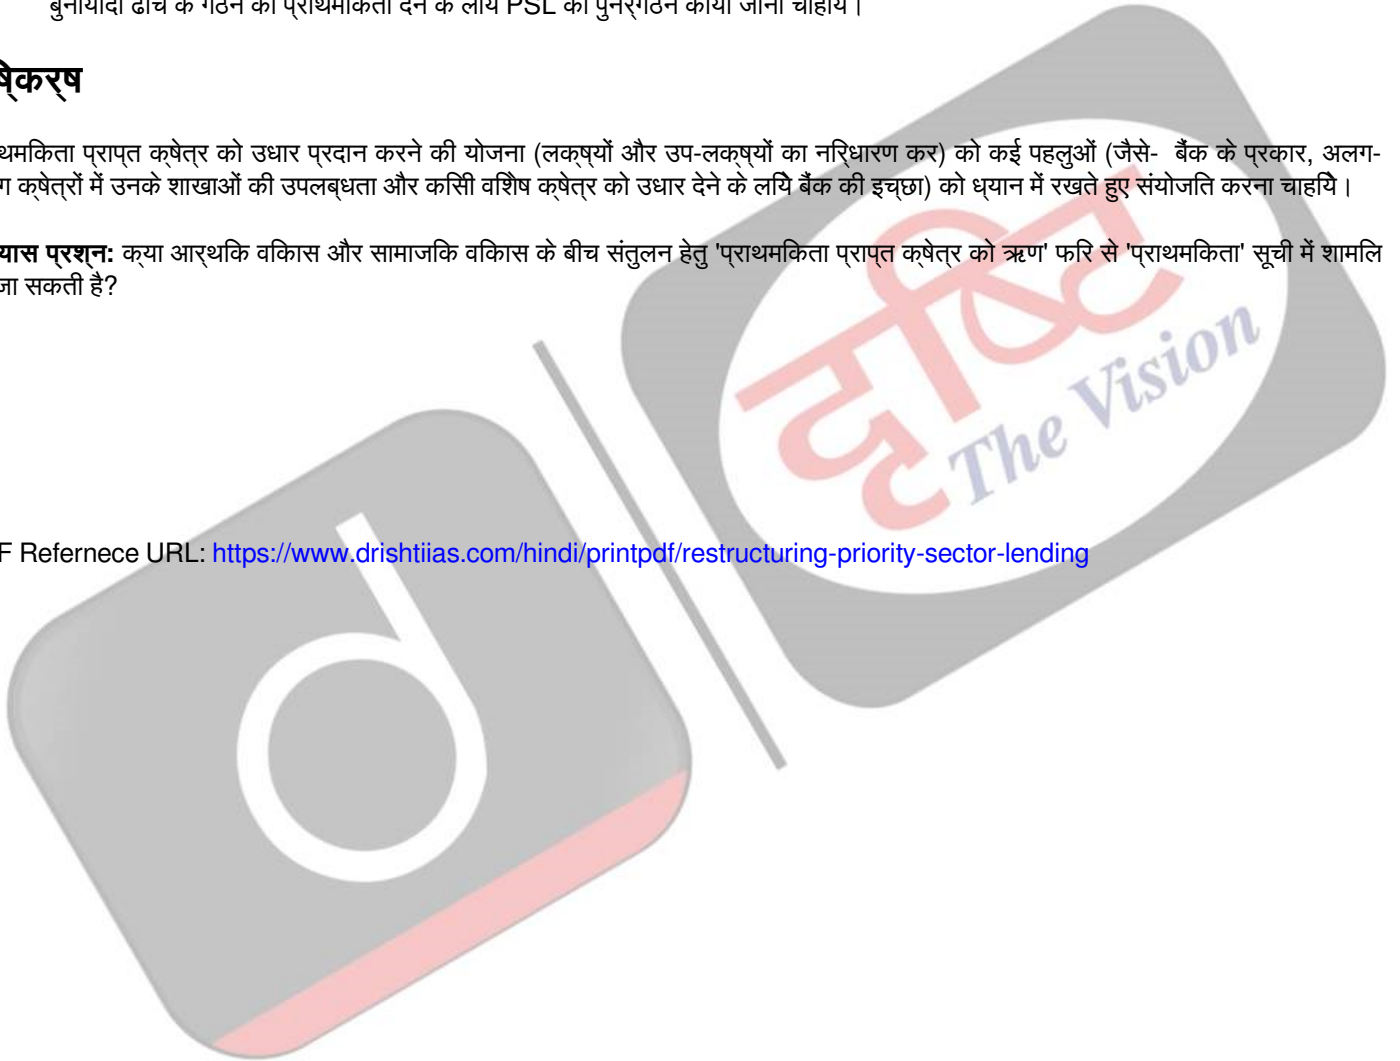 बुनियादी ढाँचे के गठन को प्राथमिकता देने के लिये PSL का पुनर्गठन किया जाना चाहिये।
ष्कर्ष
थमिकता प्राप्त क्षेत्र को उधार प्रदान करने की योजना (लक्ष्यों और उप-लक्ष्यों का निर्धारण कर) को कई पहलुओं (जैसे- बैंक के प्रकार, अलग-
ग क्षेत्रों में उनके शाखाओं की उपलब्धता और किसी विशेष क्षेत्र को उधार देने के लिये बैंक की इच्छा) को ध्यान में रखते हुए संयोजित करना चाहिये।
यास प्रश्न: क्या आर्थिक विकास और सामाजिक विकास के बीच संतुलन हेतु 'प्राथमिकता प्राप्त क्षेत्र को ऋण' फिर से 'प्राथमिकता' सूची में शामिल
जा सकती है?
दृष्टि
The Vision
F Refernece URL: https://www.drishtiias.com/hindi/printpdf/restructuring-priority-sector-lending
d